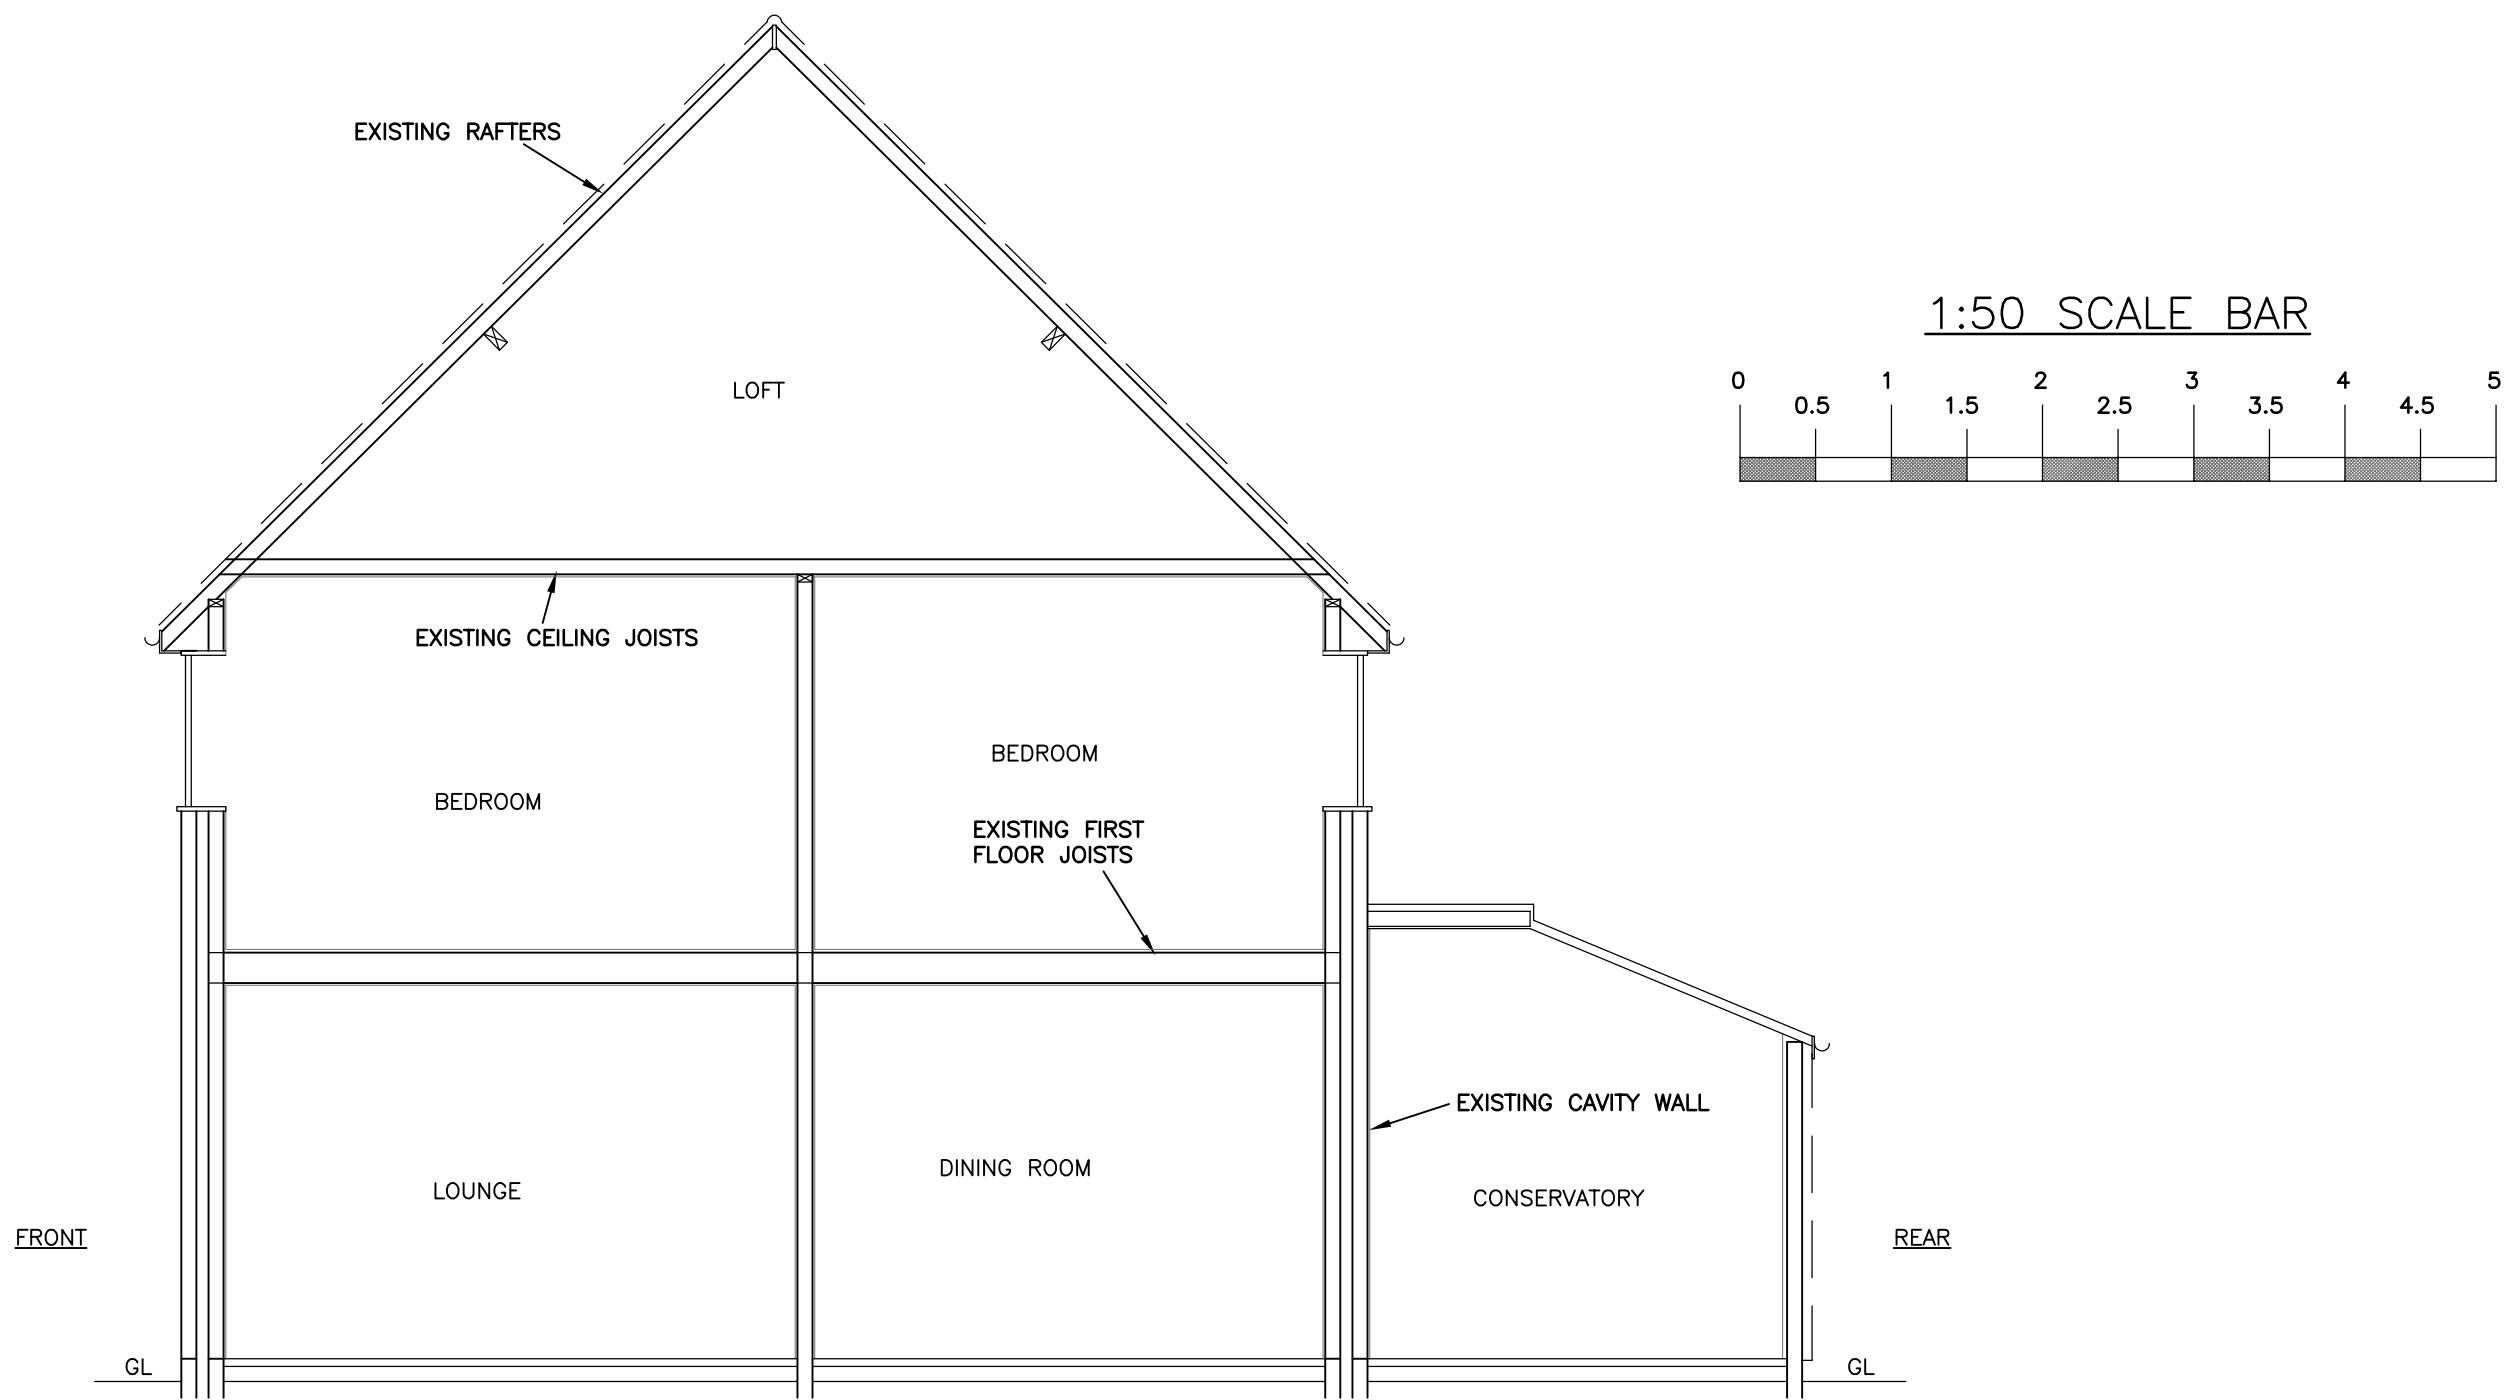 EXISTING RAFTERS
1:50 SCALE BAR
0 1 2 3 4 5
0.5 1.5 2.5 3.5 4.5
LOFT
EXISTING CEILING JOISTS
BEDROOM
BEDROOM
EXISTING FIRST
FLOOR JOISTS
EXISTING CAVITY WALL
DINING ROOM
LOUNGE
CONSERVATORY
FRONT
REAR
GL
GL